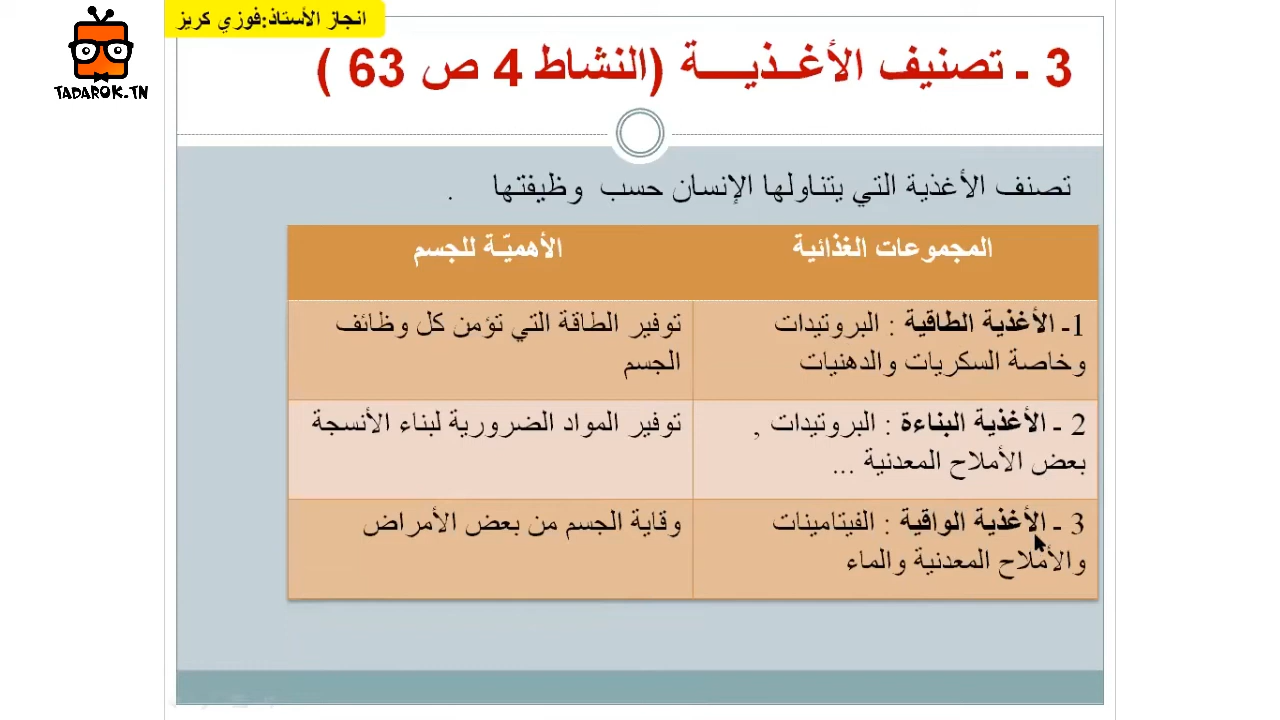 انجاز الأستاذ:فوزي كريز
TADAROK.TN
3 ـ تصنيف الأغــذيـــــة (النشاط 4 ص 63 )
تصنف الأغذية التي يتناولها الإنسان حسب وظيفتها .
المجموعات الغذائية
الأهميّـة للجسم
1ـ الأغذية الطاقية : البروتيدات
وخاصة السكريات والدهنيات
توفير الطاقة التي تؤمن كل وظائف
الجسم
2 ـ الأغذية البناءة : البروتيدات ,
بعض الأملاح المعدنية ...
توفير المواد الضرورية لبناء الأنسجة
3 ـ الأغذية الواقية : الفيتامينات
والأملاح المعدنية والماء
وقاية الجسم من بعض الأمراض